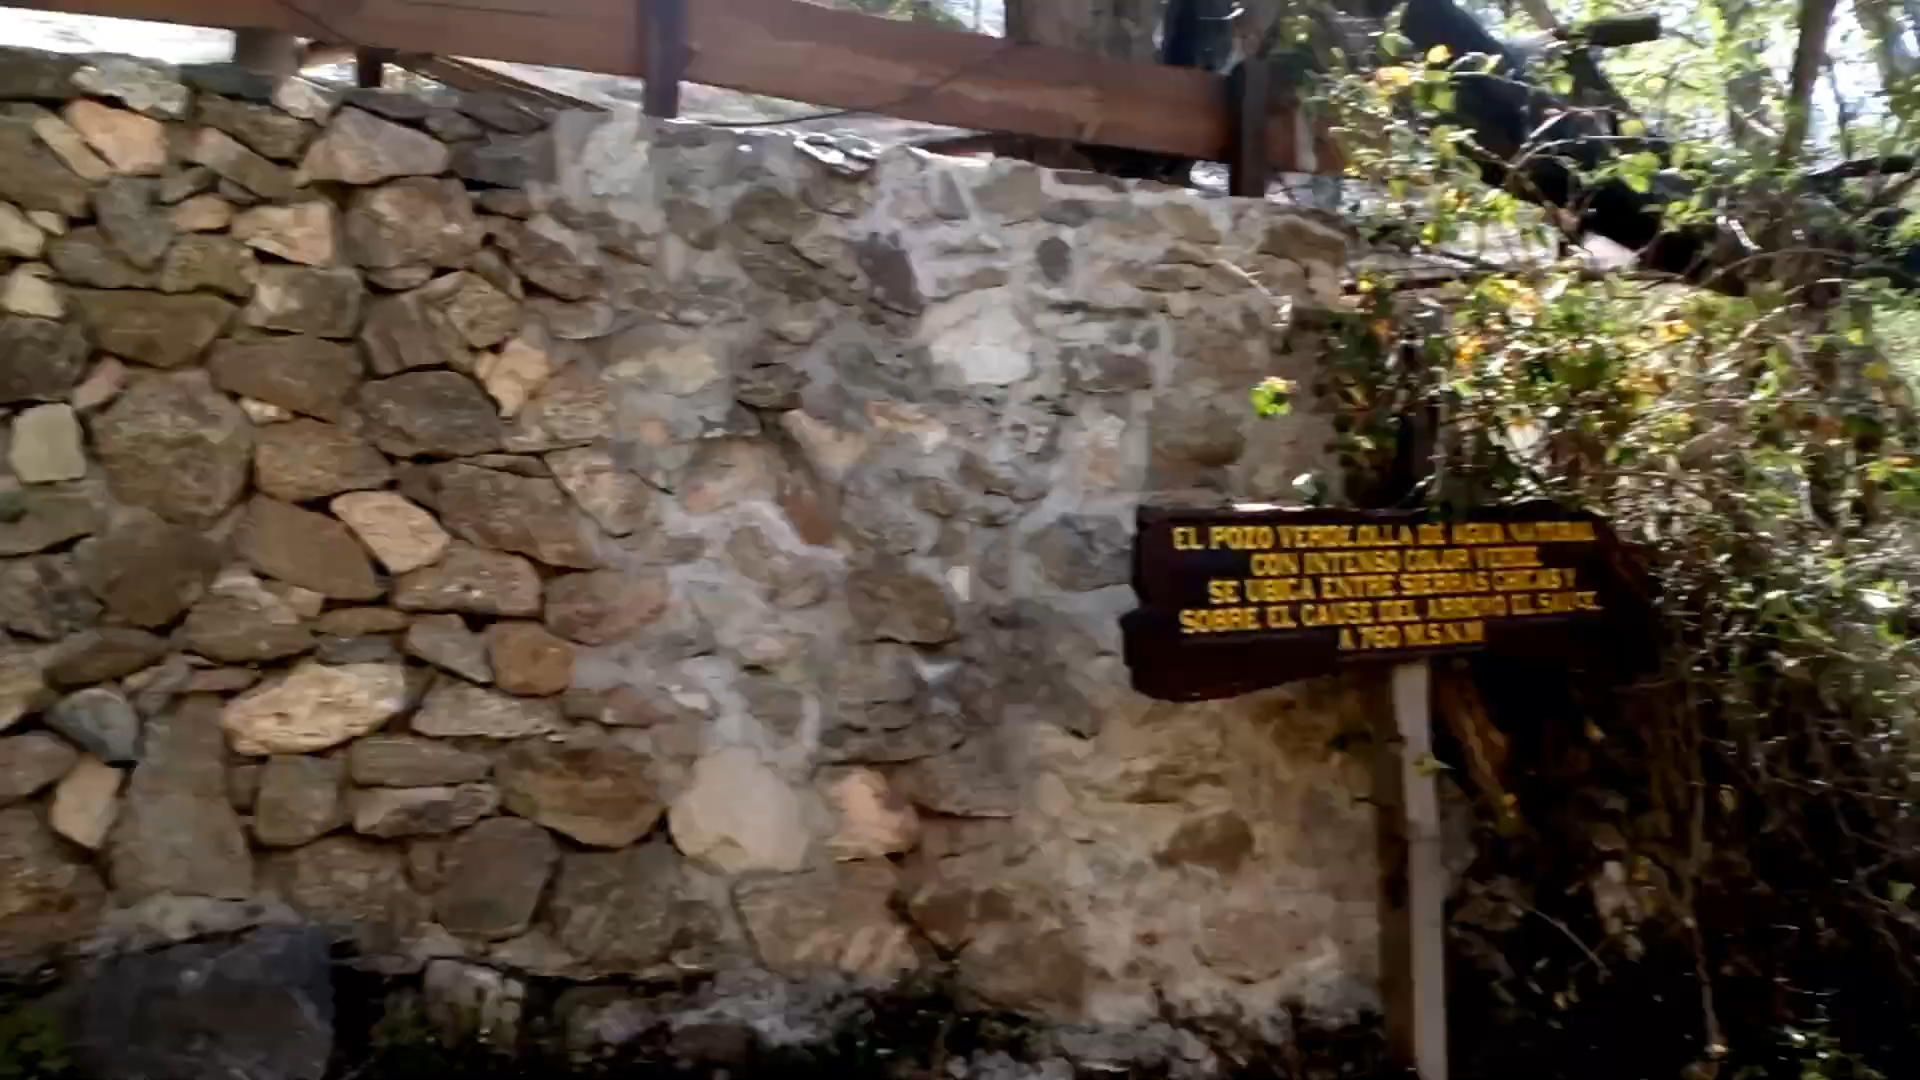 EL POZO VERDE.OLLA DE AGUA NATURAL
CON INTENSO COLOR VERDE.
SE UBICA ENTRE SIERRAS CHICAS Y
SOBRE EL CAUSE DEL ARROYO EL SAUCE.
A 760 M.S.N.M